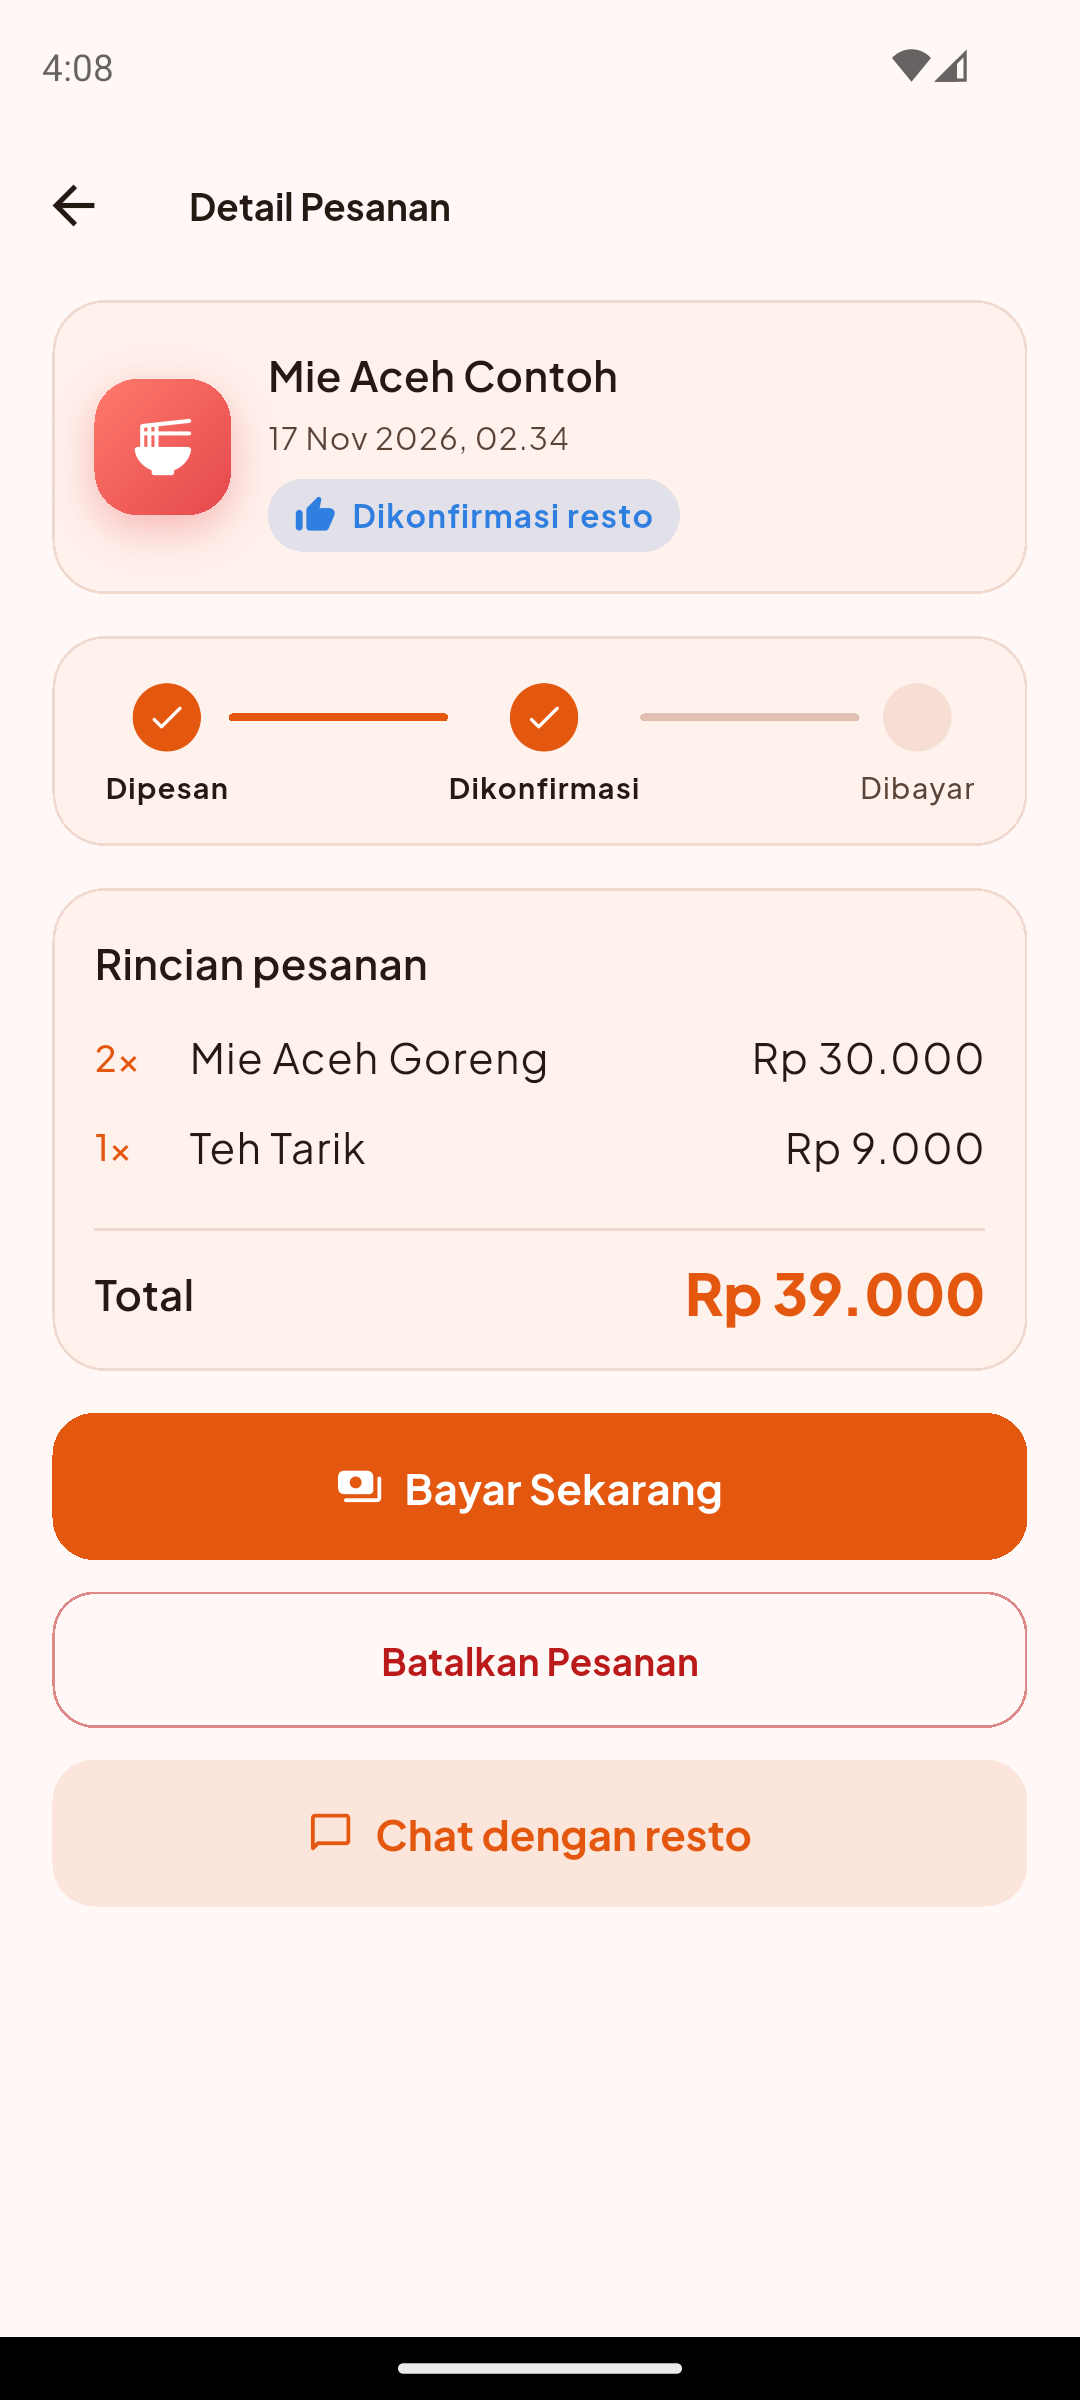 4:08
Detail Pesanan
Mie Aceh Contoh
17 Nov 2026, 02.34
Dikonfirmasi resto
Dipesan Dikonfirmasi Dibayar
Rincian pesanan
2× Mie Aceh Goreng Rp 30.000
1× Teh Tarik Rp 9.000
Total Rp 39.000
Bayar Sekarang
Batalkan Pesanan
Chat dengan resto